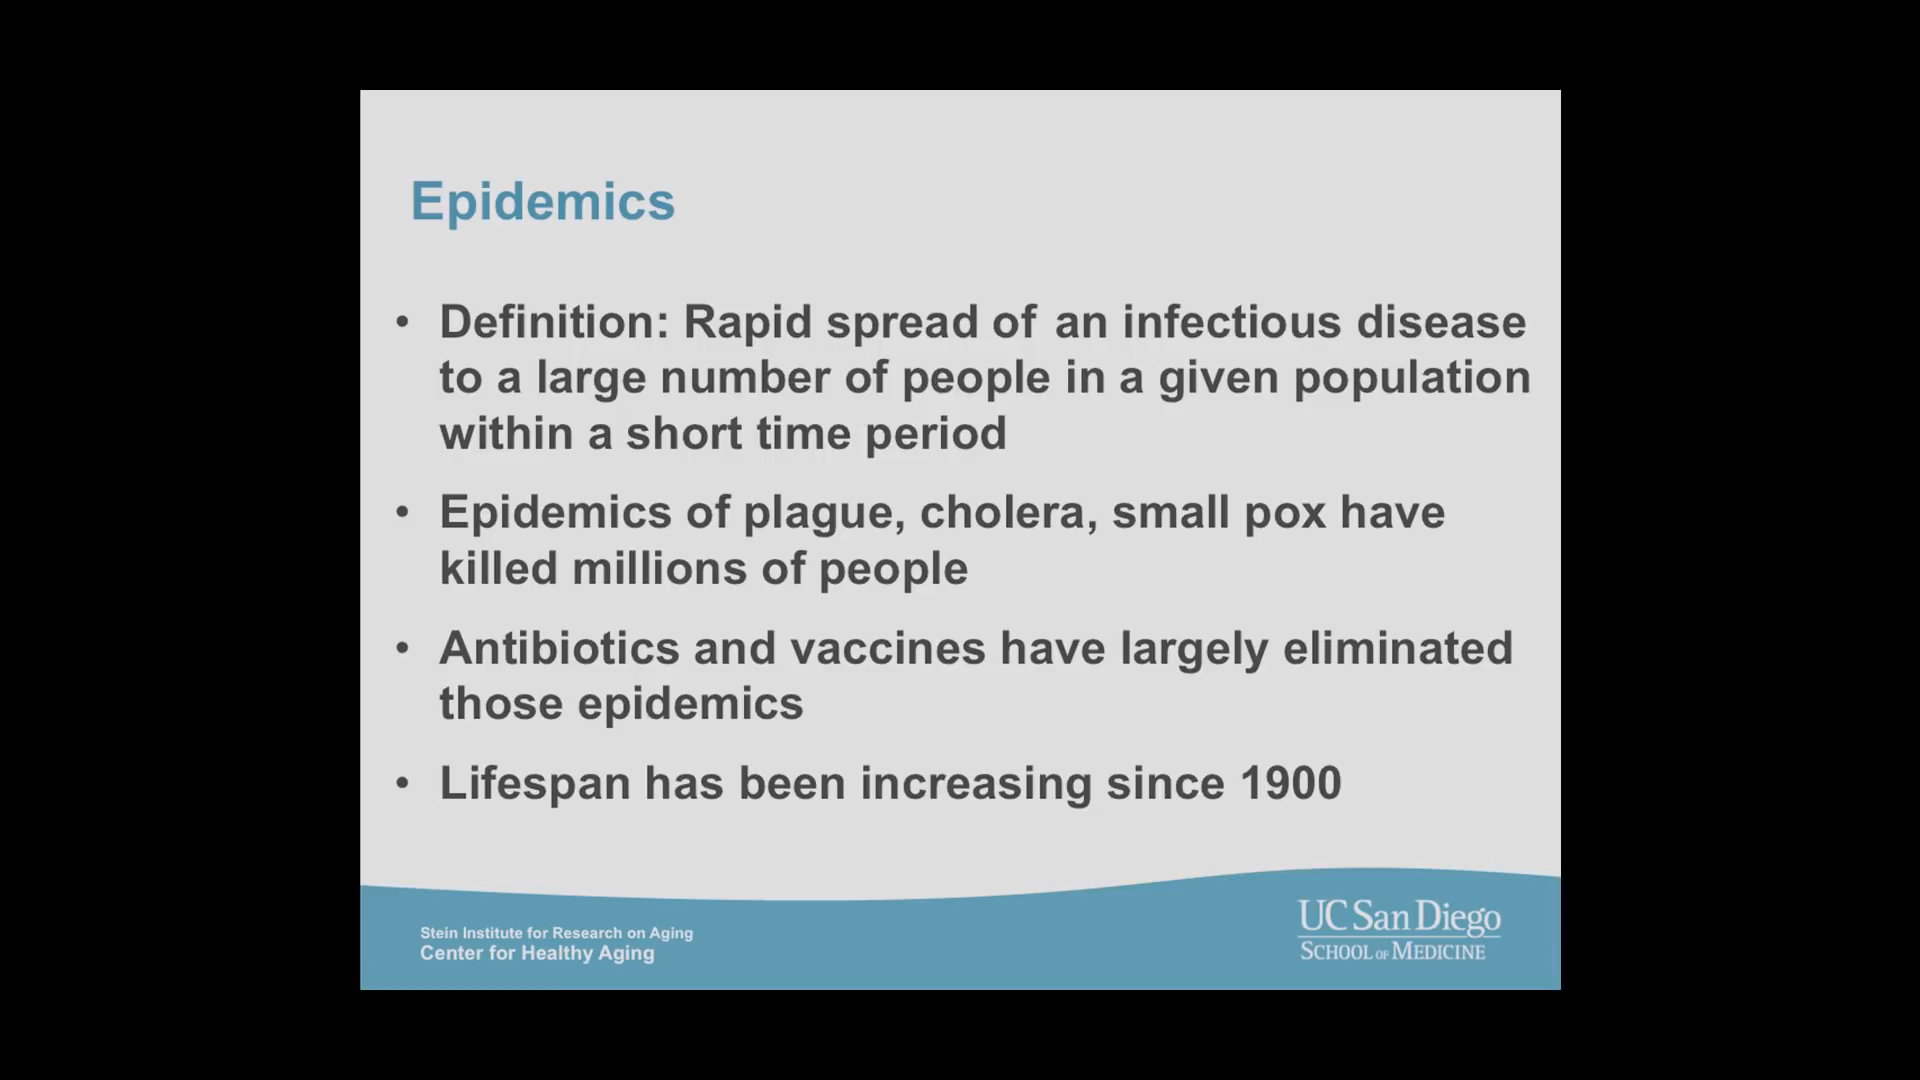 Epidemics
• Definition: Rapid spread of an infectious disease
to a large number of people in a given population
within a short time period
• Epidemics of plague, cholera, small pox have
killed millions of people
• Antibiotics and vaccines have largely eliminated
those epidemics
• Lifespan has been increasing since 1900
Stein Institute for Research on Aging
Center for Healthy Aging
UC San Diego
SCHOOL OF MEDICINE